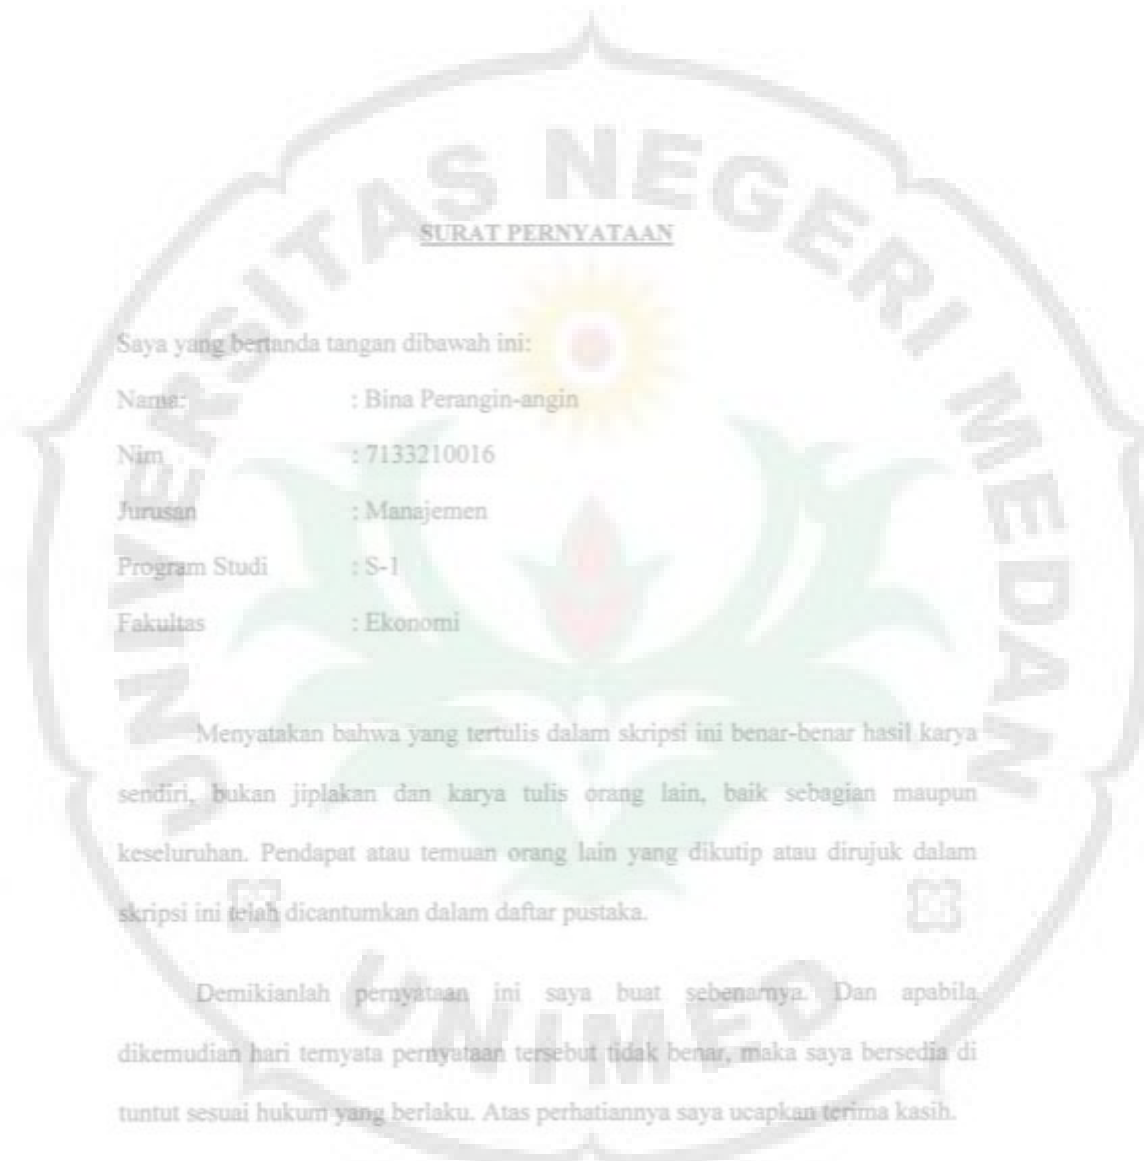 UNIVERSITAS NEGERI MEDAN
SURAT PERNYATAAN
Saya yang bertanda tangan dibawah ini:
Nama: : Bina Perangin-angin
Nim : 7133210016
Jurusan : Manajemen
Program Studi : S-1
Fakultas : Ekonomi
Menyatakan bahwa yang tertulis dalam skripsi ini benar-benar hasil karya
sendiri, bukan jiplakan dan karya tulis orang lain, baik sebagian maupun
keseluruhan. Pendapat atau temuan orang lain yang dikutip atau dirujuk dalam
skripsi ini telah dicantumkan dalam daftar pustaka.
Demikianlah pernyataan ini saya buat sebenarnya. Dan apabila
dikemudian hari ternyata pernyataan tersebut tidak benar, maka saya bersedia di
tuntut sesuai hukum yang berlaku. Atas perhatiannya saya ucapkan terima kasih.
UNIMED